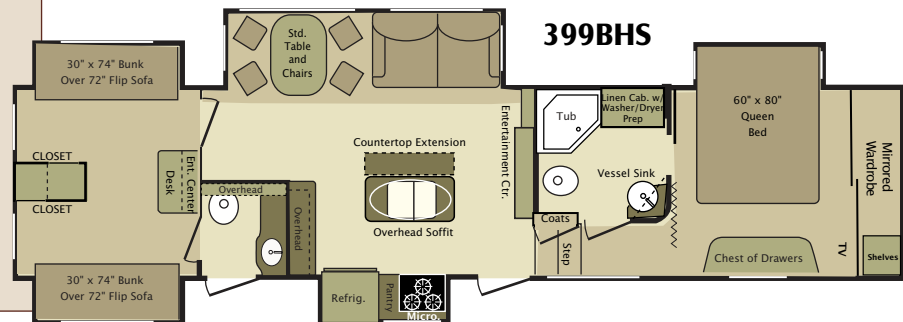 399BHS
30" x 74" Bunk
Over 72" Flip Sofa
Std.
Table
and
Chairs
CLOSET
CLOSET
Ent. Center
Desk
Overhead
Overhead
30" x 74" Bunk
Over 72" Flip Sofa
Countertop Extension
Overhead Soffit
Entertainment Ctr.
Refrig.
Pantry
Micro.
Tub
Linen Cab. w/
Washer/Dryer
Prep
Vessel Sink
Coats
Step
60" x 80"
Queen
Bed
Chest of Drawers
Mirrored
Wardrobe
TV
Shelves